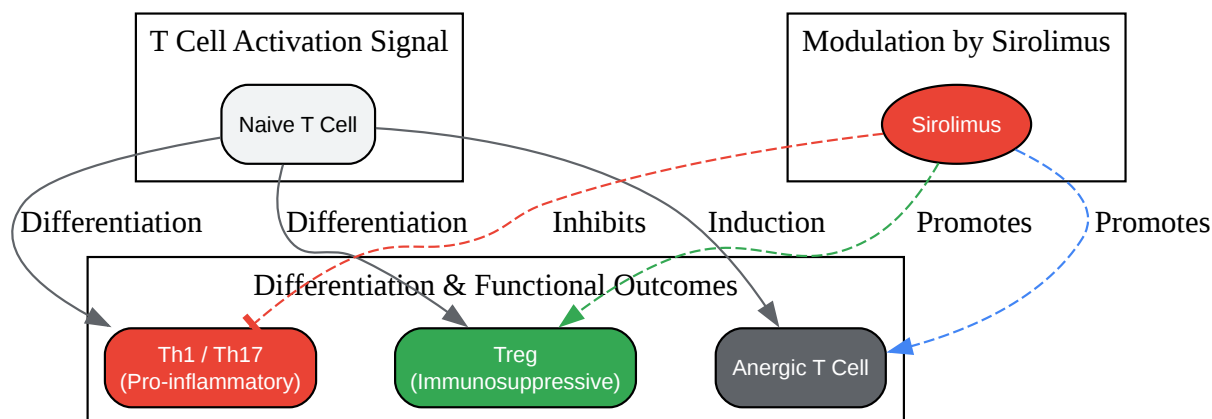 T Cell Activation Signal
Modulation by Sirolimus
Naive T Cell
Sirolimus
Differentiation
Differentiation
Inhibits
Induction
Promotes
Promotes
Differentiation & Functional Outcomes
Th1 / Th17
(Pro-inflammatory)
Treg
(Immunosuppressive)
Anergic T Cell